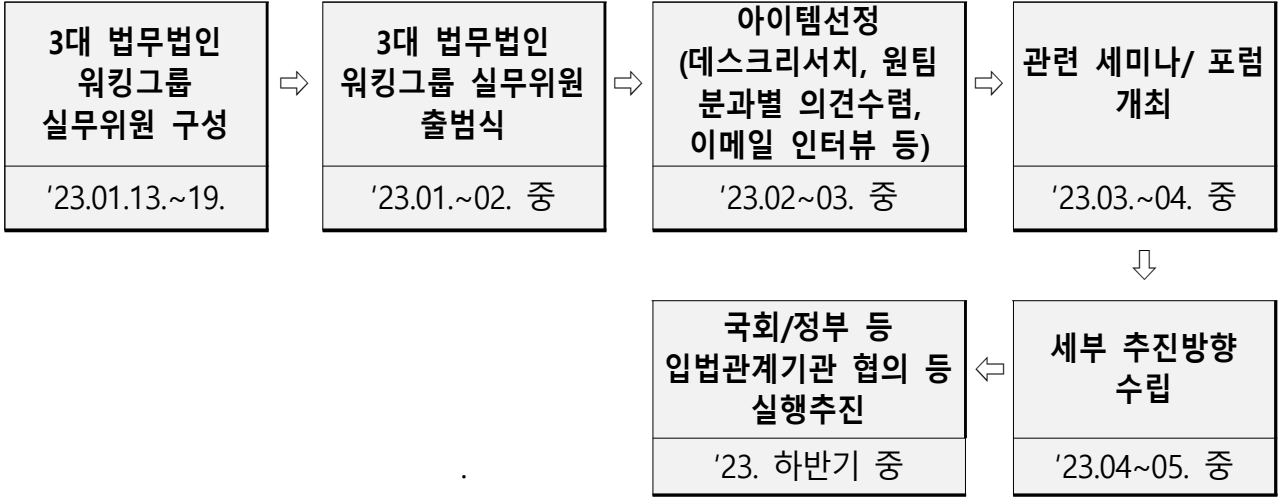 3대 법무법인
워킹그룹
실무위원 구성
'23.01.13.~19.
⇨
3대 법무법인
워킹그룹 실무위원
출범식
'23.01.~02. 중
⇨
아이템선정
(데스크리서치, 원팀
분과별 의견수렴,
이메일 인터뷰 등)
'23.02~03. 중
⇨
관련 세미나/ 포럼
개최
'23.03.~04. 중
⇩
세부 추진방향
수립
'23.04~05. 중
⇦
국회/정부 등
입법관계기관 협의 등
실행추진
'23. 하반기 중
.